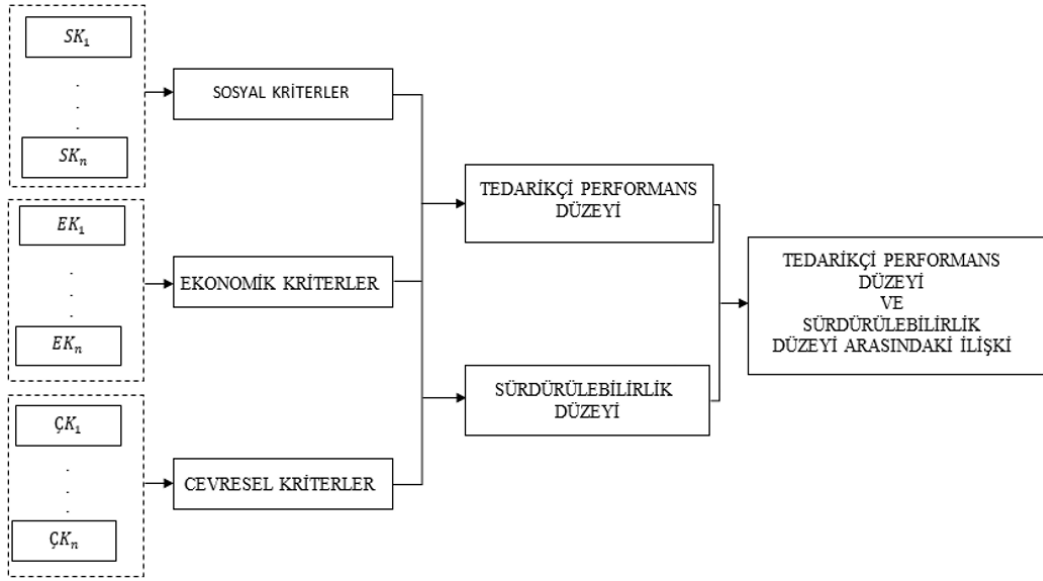 SK₁
.
.
.
SKₙ
SOSYAL KRİTERLER
EK₁
.
.
.
EKₙ
EKONOMİK KRİTERLER
ÇK₁
.
.
.
ÇKₙ
CEVRESEL KRİTERLER
TEDARİKÇİ PERFORMANS
DÜZEYİ
SÜRDÜRÜLEBİLİRLİK
DÜZEYİ
TEDARİKÇİ PERFORMANS
DÜZEYİ
VE
SÜRDÜRÜLEBİLİRLİK
DÜZEYİ ARASINDAKİ İLİŞKİ